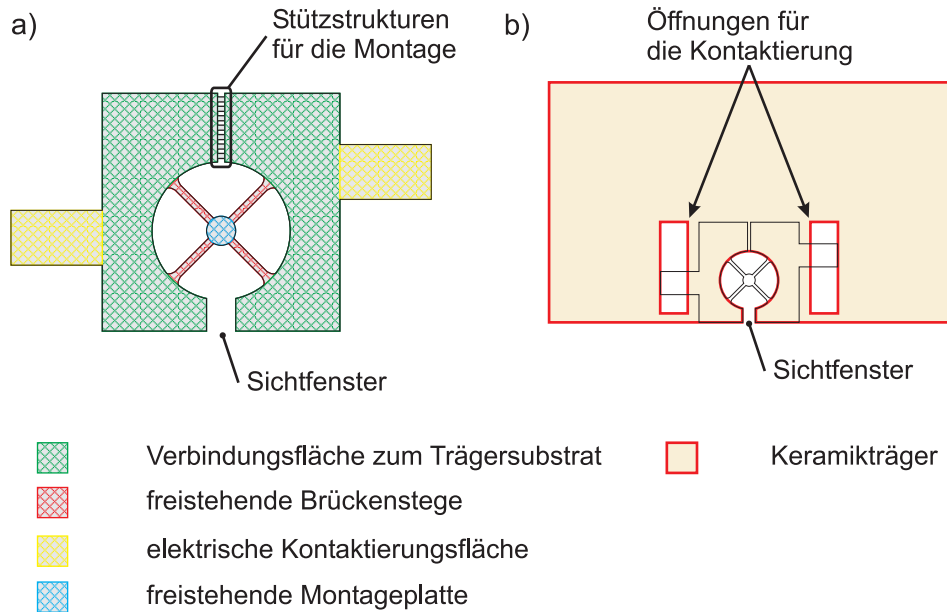 a)
Stützstrukturen
für die Montage
Sichtfenster
b)
Öffnungen für
die Kontaktierung
Sichtfenster
Verbindungsfläche zum Trägersubstrat
Keramikträger
freistehende Brückenstege
elektrische Kontaktierungsfläche
freistehende Montageplatte